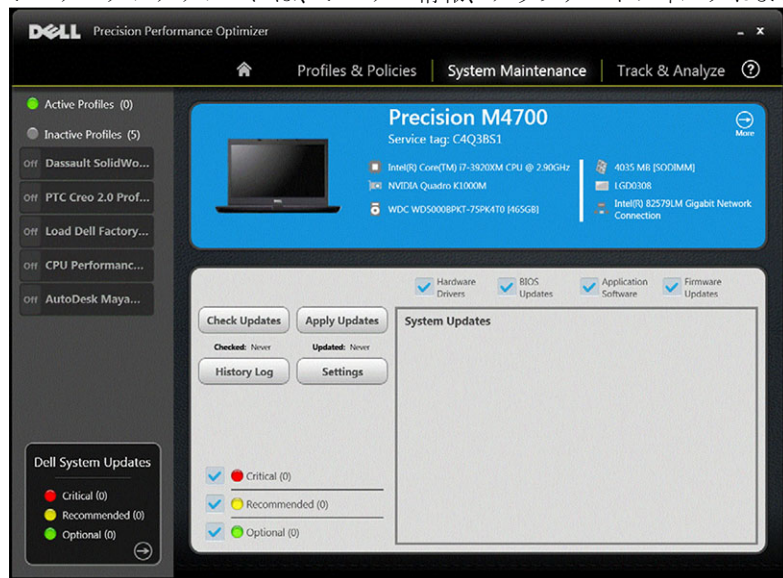 DELL Precision Performance Optimizer
Profiles & Policies
System Maintenance
Track & Analyze
?
Active Profiles (0)
Inactive Profiles (5)
Off Dassault SolidWo...
Off PTC Creo 2.0 Prof...
Off Load Dell Factory...
Off CPU Performanc...
Off AutoDesk Maya...
Dell System Updates
Critical (0)
Recommended (0)
Optional (0)
Precision M4700
Service tag: C4Q3BS1
More
Intel(R) Core(TM) i7-3920XM CPU @ 2.90GHz
NVIDIA Quadro K1000M
WDC WD5000BPKT-75PK4T0 [465GB]
4035 MB [SODIMM]
LGD0308
Intel(R) 82579LM Gigabit Network
Connection
Hardware
Drivers
BIOS
Updates
Application
Software
Firmware
Updates
Check Updates
Apply Updates
Checked: Never
Updated: Never
History Log
Settings
Critical (0)
Recommended (0)
Optional (0)
System Updates